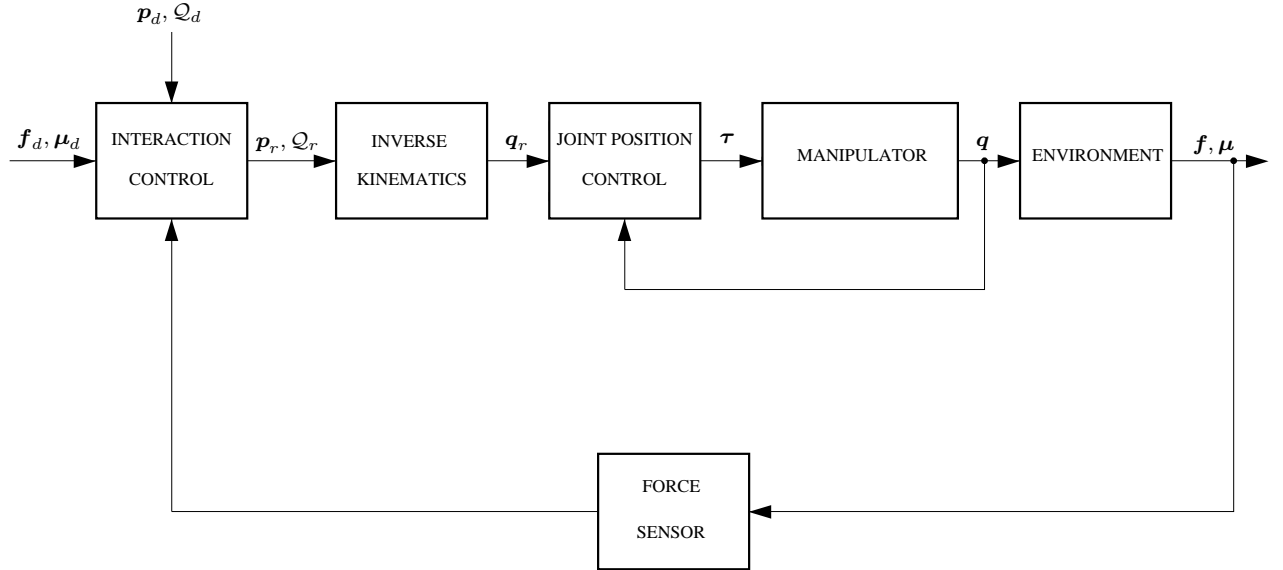 𝒑_d, 𝒬_d
𝒇_d, 𝝁_d
INTERACTION
CONTROL
𝒑_r, 𝒬_r
INVERSE
KINEMATICS
𝒒_r
JOINT POSITION
CONTROL
𝝉
MANIPULATOR
𝒒
ENVIRONMENT
𝒇, 𝝁
FORCE
SENSOR